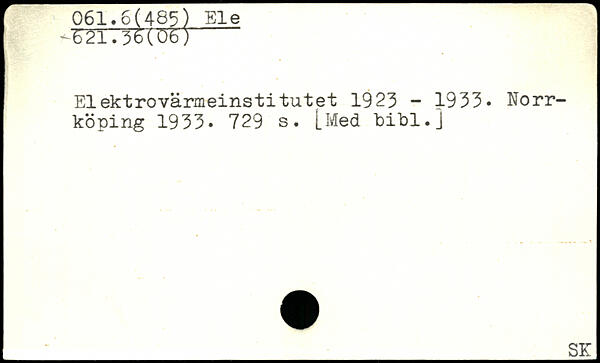 061.6(485) Ele
621.36(06)
Elektrovärmeinstitutet 1923 - 1933. Norr-
köping 1933. 729 s. [Med bibl.]
SK